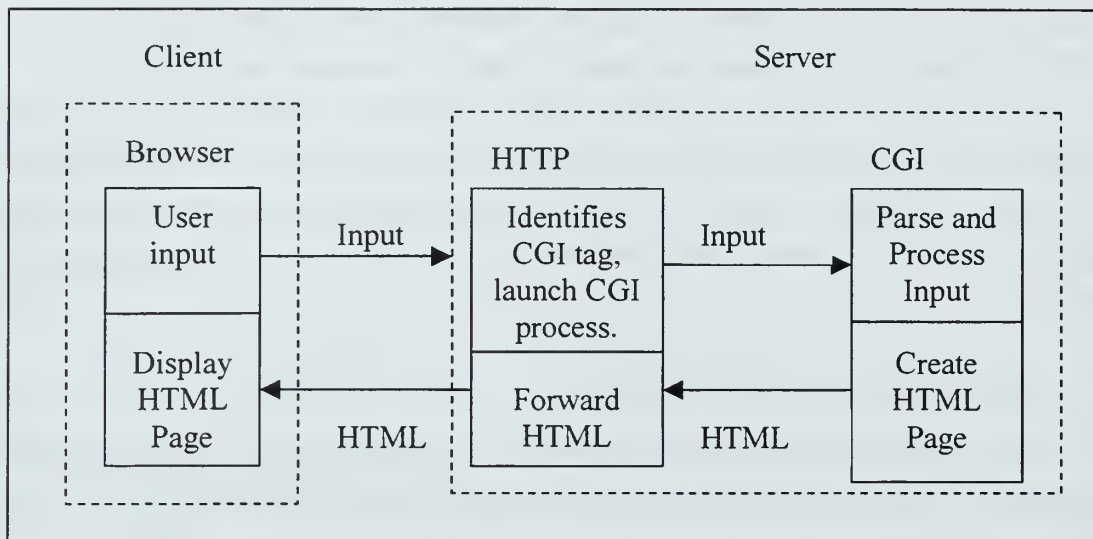 Client
Server
Browser
HTTP
CGI
User
input
Input
Identifies
CGI tag,
launch CGI
process.
Input
Parse and
Process
Input
Display
HTML
Page
HTML
Forward
HTML
HTML
Create
HTML
Page